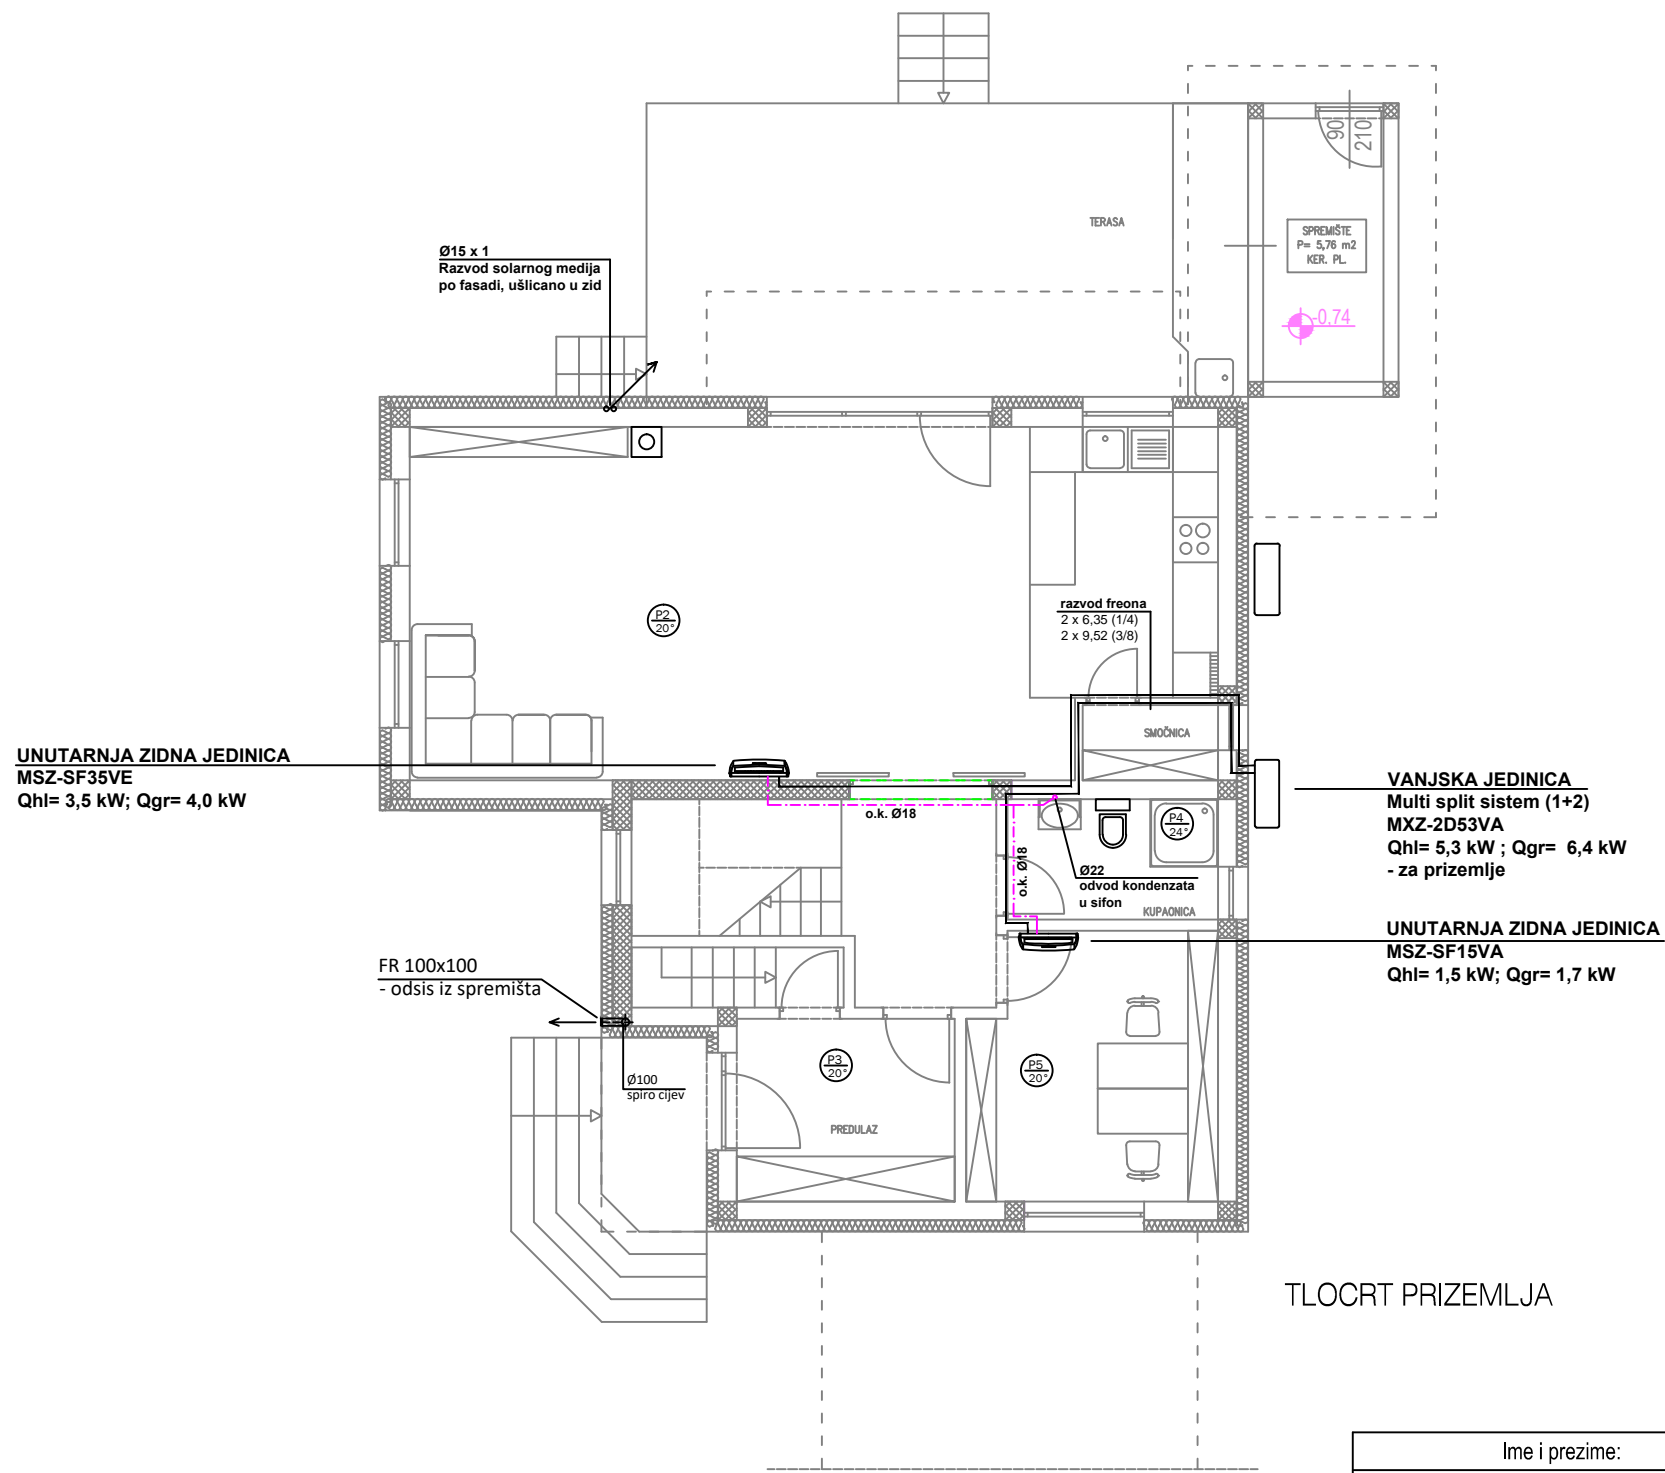 90
210
TERASA
SPREMIŠTE
P= 5,76 m2
KER. PL.
-0,74
Ø15 x 1
Razvod solarnog medija
po fasadi, ušlicano u zid
P2
20°
razvod freona
2 x 6,35 (1/4)
2 x 9,52 (3/8)
SMOČNICA
UNUTARNJA ZIDNA JEDINICA
MSZ-SF35VE
Qhl= 3,5 kW; Qgr= 4,0 kW
VANJSKA JEDINICA
Multi split sistem (1+2)
MXZ-2D53VA
Qhl= 5,3 kW ; Qgr= 6,4 kW
- za prizemlje
o.k. Ø18
P4
24°
o.k. Ø18
Ø22
odvod kondenzata
u sifon
KUPAONICA
UNUTARNJA ZIDNA JEDINICA
MSZ-SF15VA
Qhl= 1,5 kW; Qgr= 1,7 kW
FR 100x100
- odsis iz spremišta
P3
20°
P5
20°
Ø100
spiro cijev
PREDULAZ
TLOCRT PRIZEMLJA
Ime i prezime: